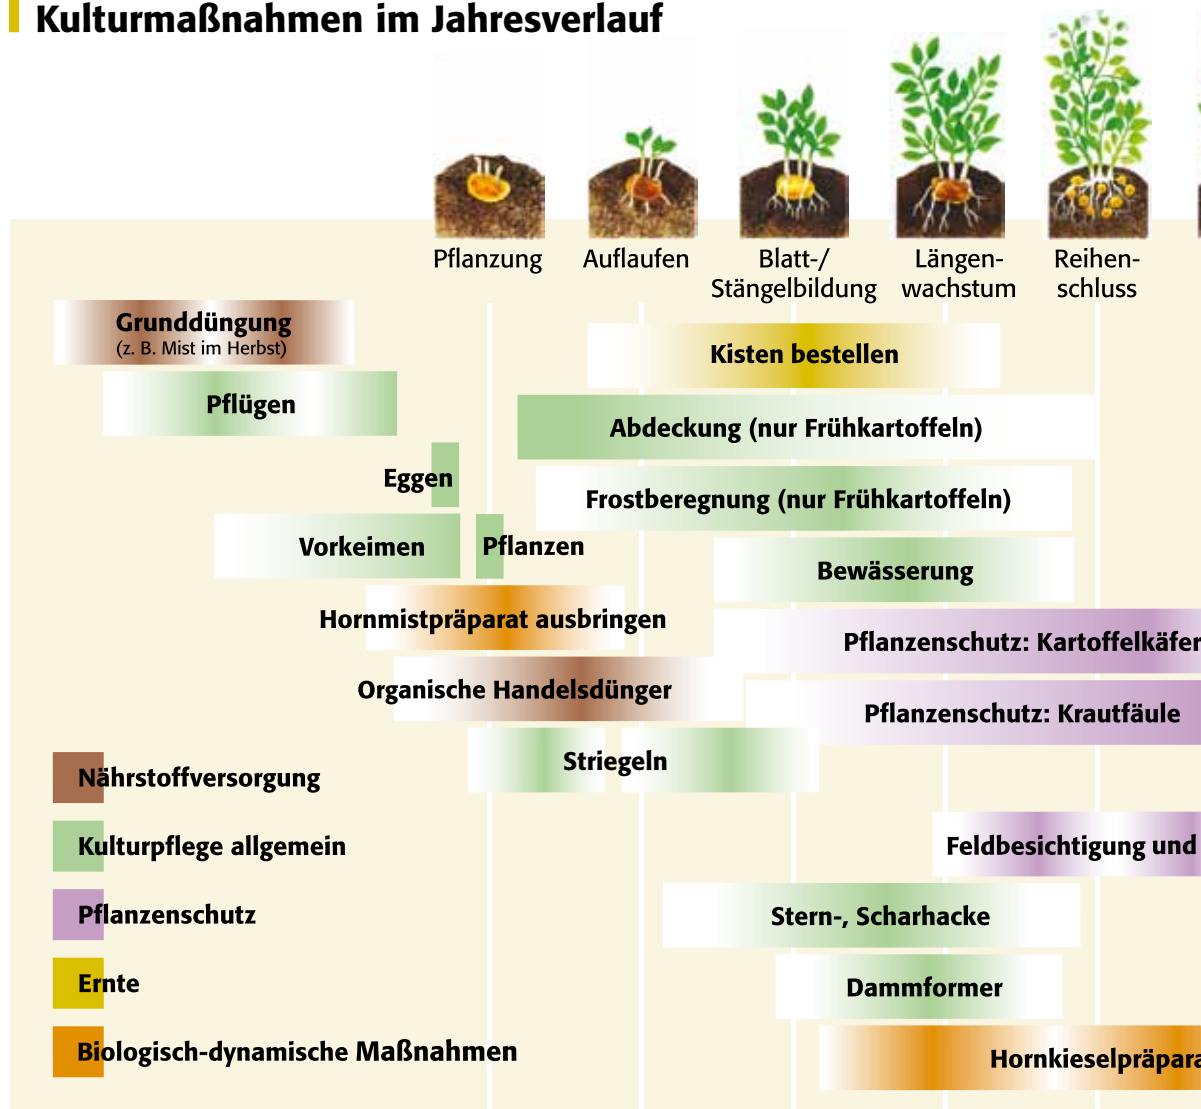 Kulturmaßnahmen im Jahresverlauf
Pflanzung
Auflaufen
Blatt-/
Stängelbildung
Längen-
wachstum
Reihen-
schluss
Grunddüngung
(z. B. Mist im Herbst)
Kisten bestellen
Pflügen
Abdeckung (nur Frühkartoffeln)
Eggen
Frostberegnung (nur Frühkartoffeln)
Vorkeimen
Pflanzen
Bewässerung
Hornmistpräparat ausbringen
Pflanzenschutz: Kartoffelkäfer
Organische Handelsdünger
Pflanzenschutz: Krautfäule
Striegeln
Nährstoffversorgung
Kulturpflege allgemein
Feldbesichtigung und
Pflanzenschutz
Stern-, Scharhacke
Ernte
Dammformer
Biologisch-dynamische Maßnahmen
Hornkieselpräpara